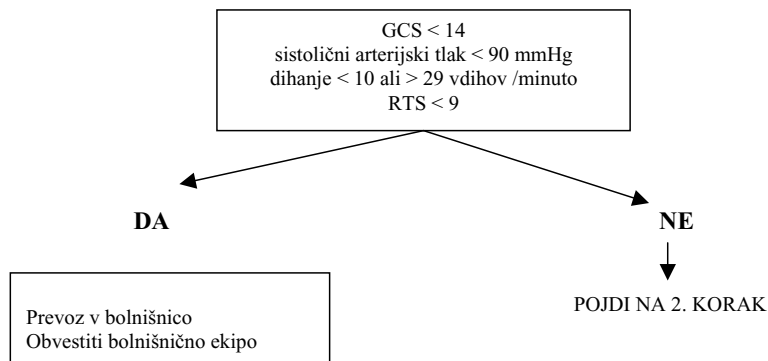 GCS < 14
sistolični arterijski tlak < 90 mmHg
dihanje < 10 ali > 29 vdihov /minuto
RTS < 9
DA
NE
Prevoz v bolnišnico
Obvestiti bolnišnično ekipo
POJDI NA 2. KORAK